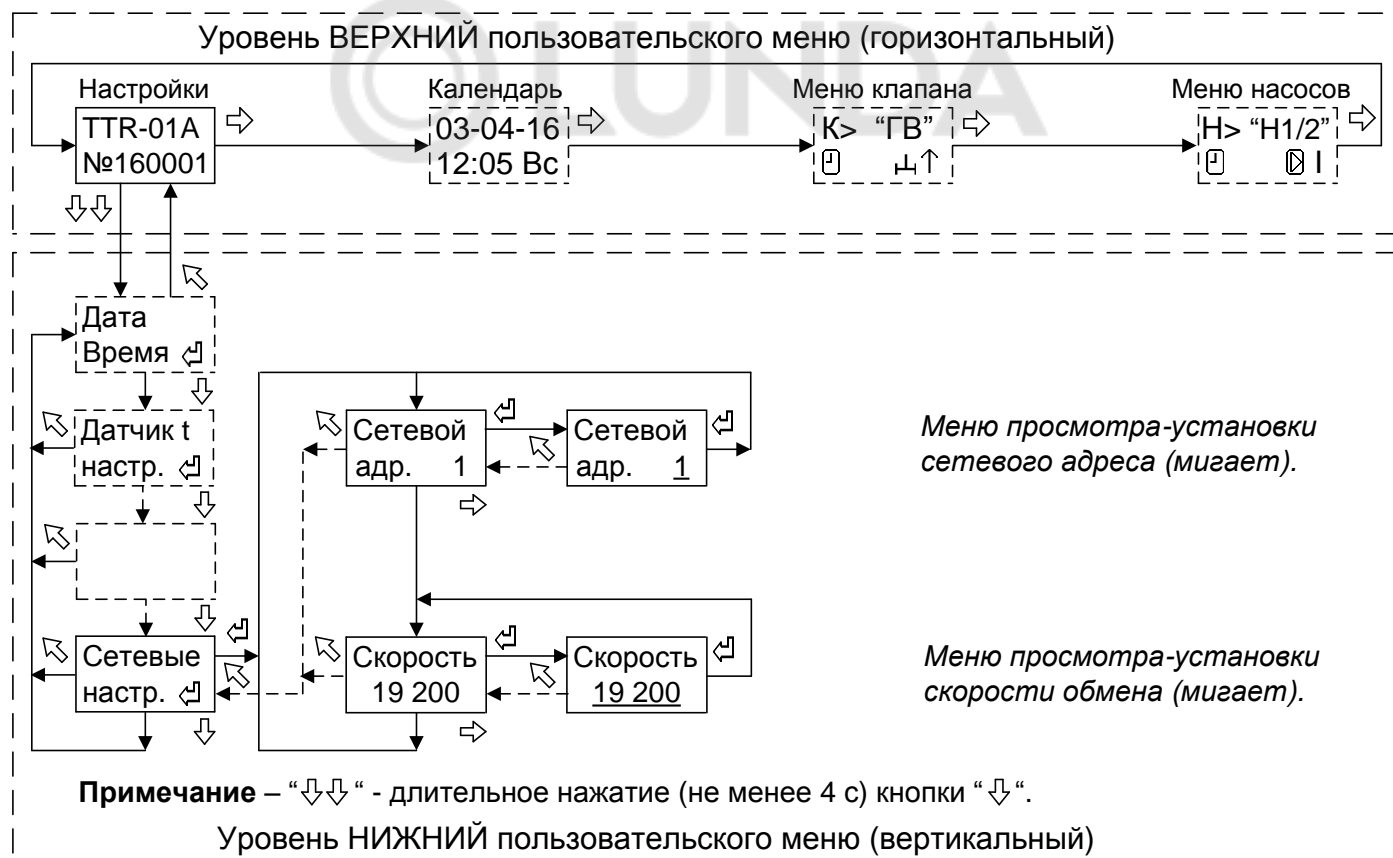 LUNDA
Уровень ВЕРХНИЙ пользовательского меню (горизонтальный)
Настройки
TTR-01A
№160001
Календарь
03-04-16
12:05 Вс
Меню клапана
К> “ГВ”
Меню насосов
Н> “Н1/2”
I
Дата
Время
Датчик t
настр.
Сетевые
настр.
Сетевой
адр. 1
Сетевой
адр. 1
Меню просмотра-установки
сетевого адреса (мигает).
Скорость
19 200
Скорость
19 200
Меню просмотра-установки
скорости обмена (мигает).
Примечание – “⇩⇩“ - длительное нажатие (не менее 4 с) кнопки “⇩“.
Уровень НИЖНИЙ пользовательского меню (вертикальный)